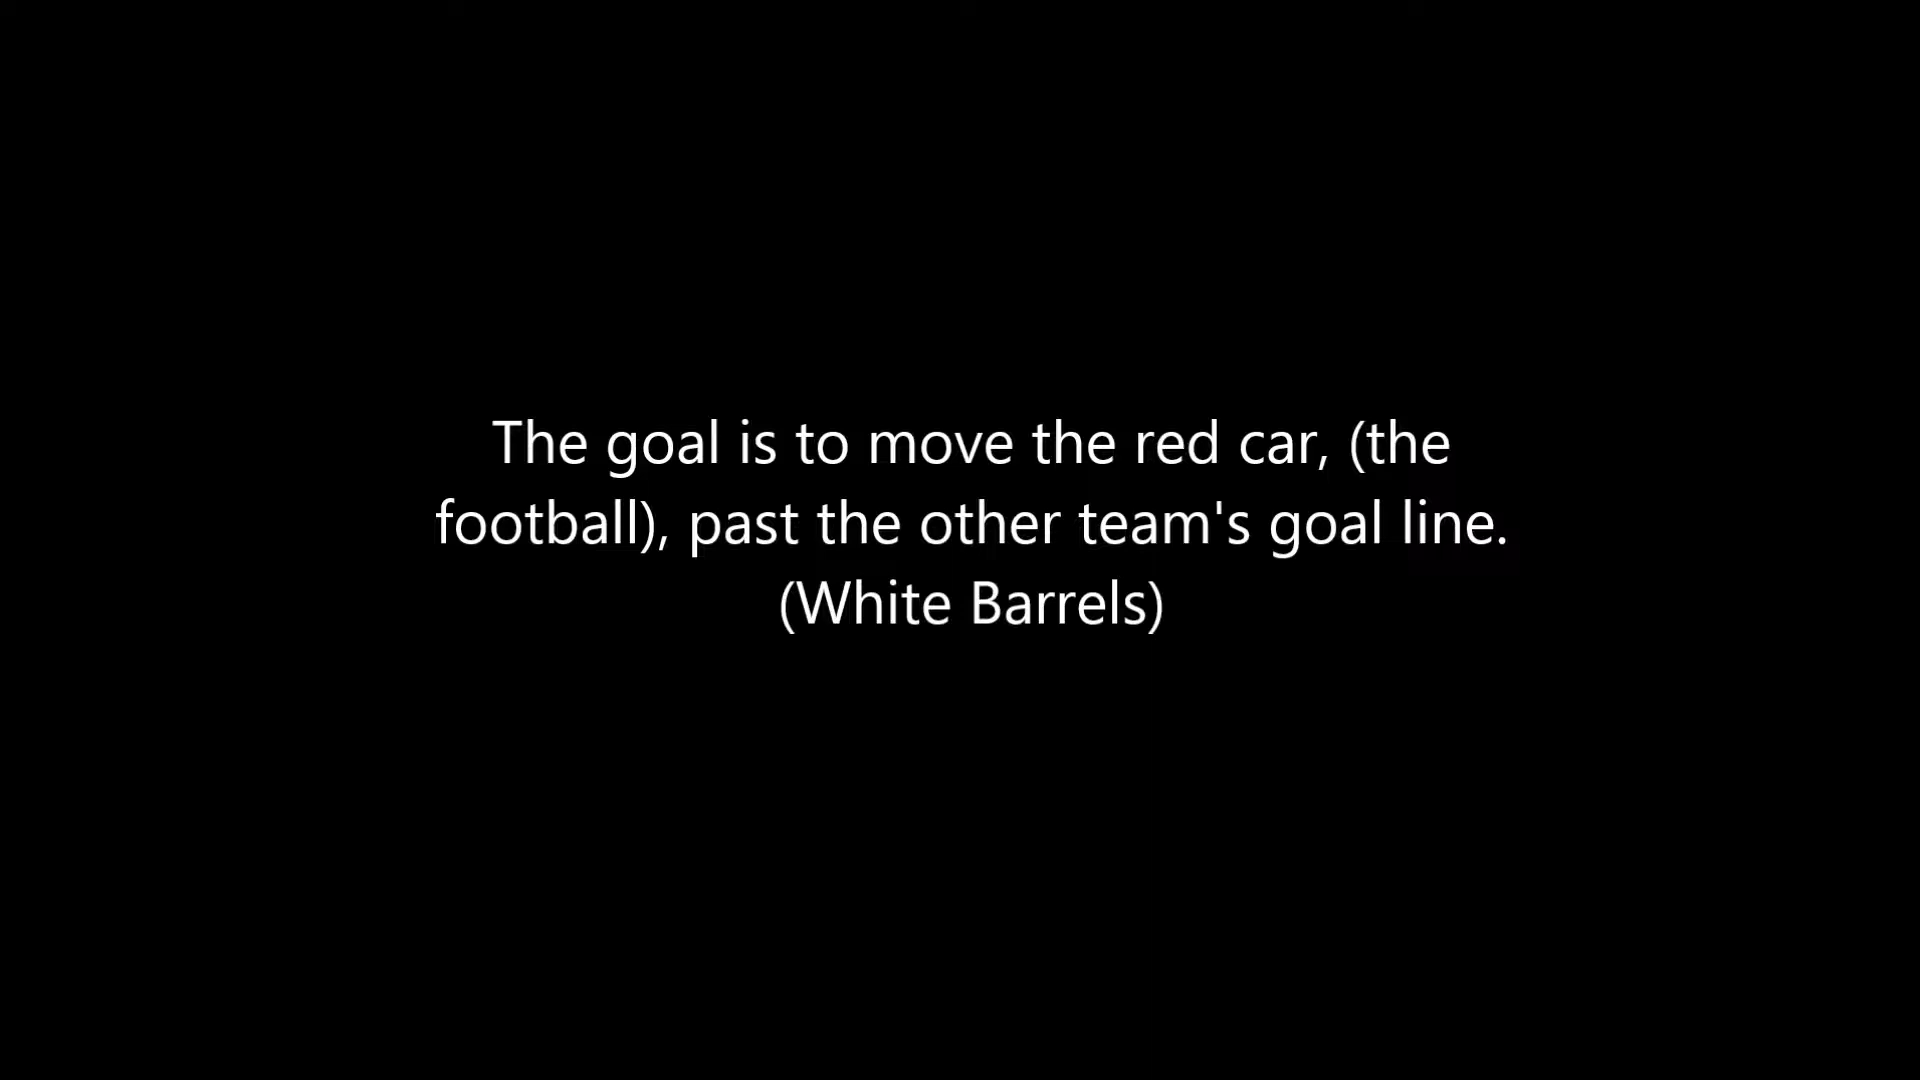 The goal is to move the red car, (the
football), past the other team's goal line.
(White Barrels)